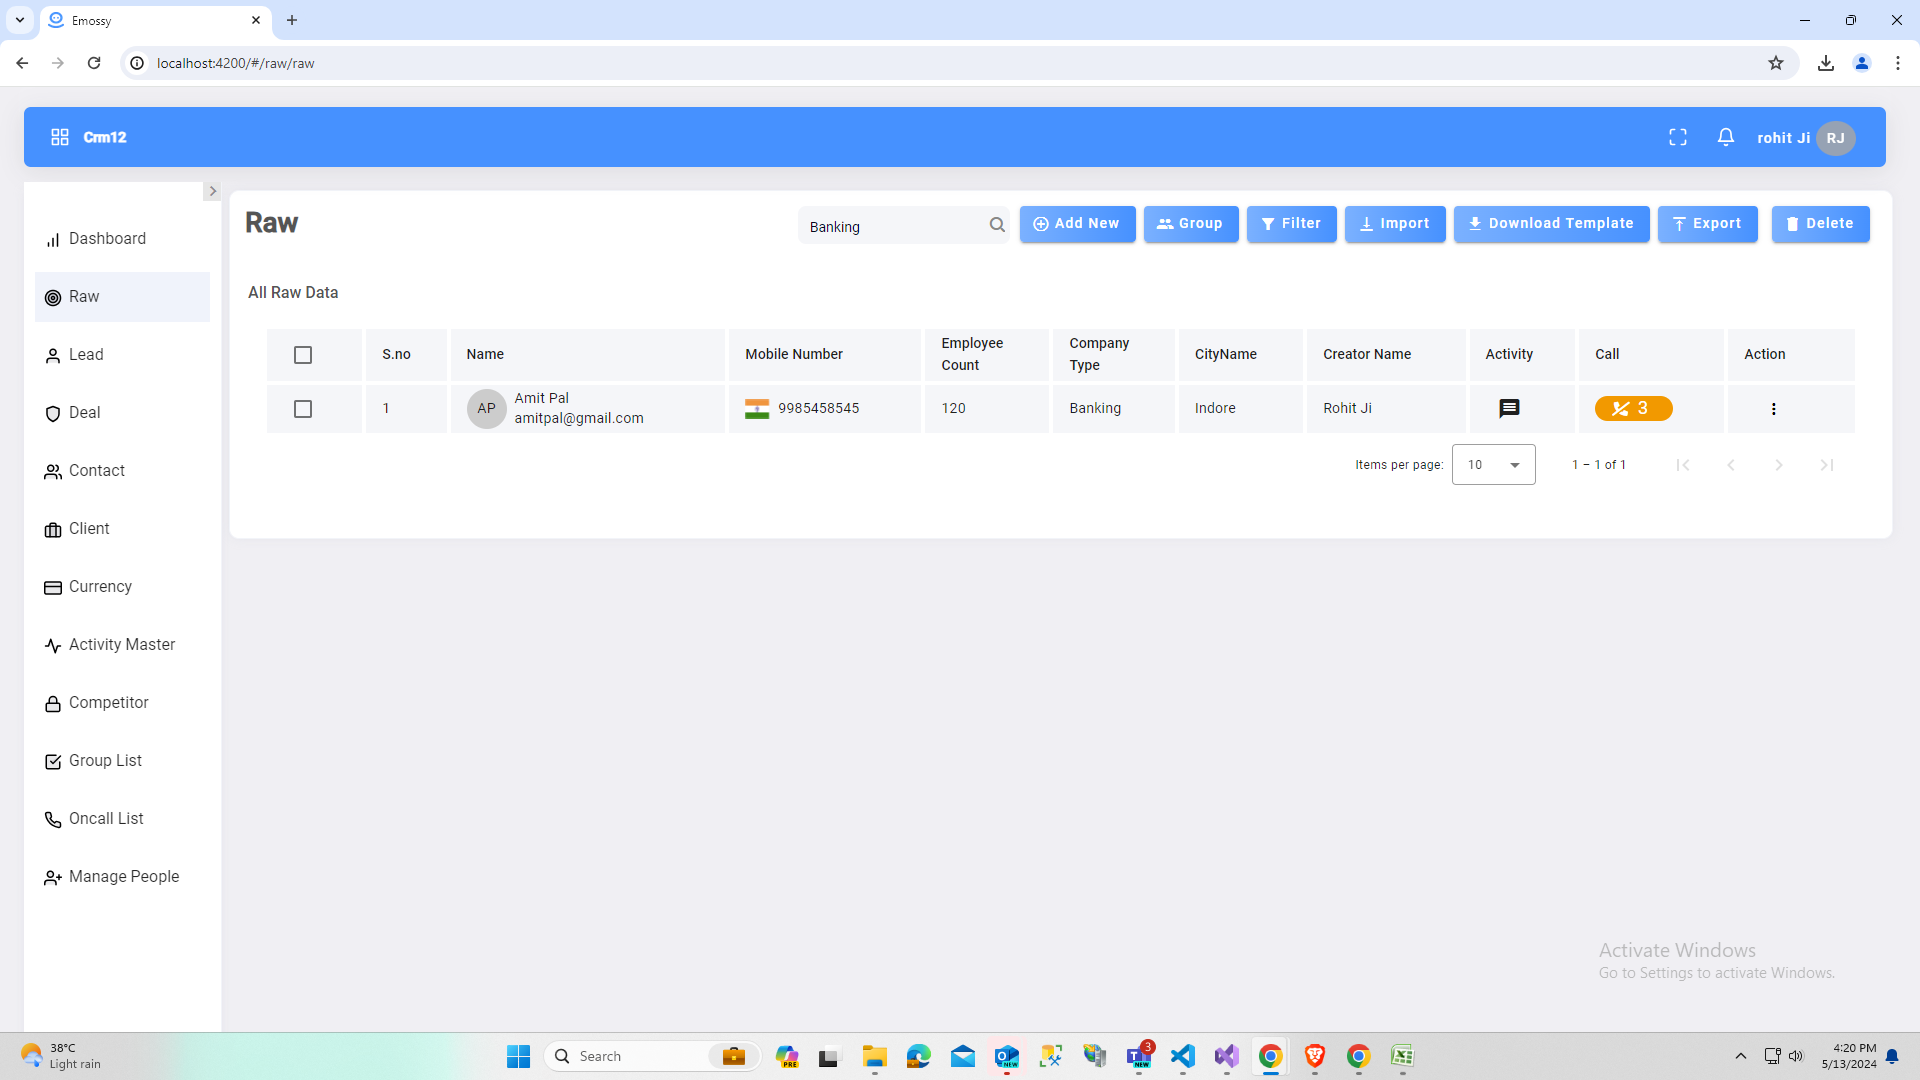 Emossy
localhost:4200/#/raw/raw
Crm12
rohit Ji RJ
Dashboard
Raw
Lead
Deal
Contact
Client
Currency
Activity Master
Competitor
Group List
Oncall List
Manage People
Raw
Banking
Add New
Group
Filter
Import
Download Template
Export
Delete
All Raw Data
S.no Name Mobile Number Employee Count Company Type CityName Creator Name Activity Call Action
1 AP Amit Pal 9985458545 120 Banking Indore Rohit Ji 3
amitpal@gmail.com
Items per page: 10 1 – 1 of 1
Activate Windows
Go to Settings to activate Windows.
38°C
Light rain
Search
PRE
NEW
NEW
3
4:20 PM
5/13/2024